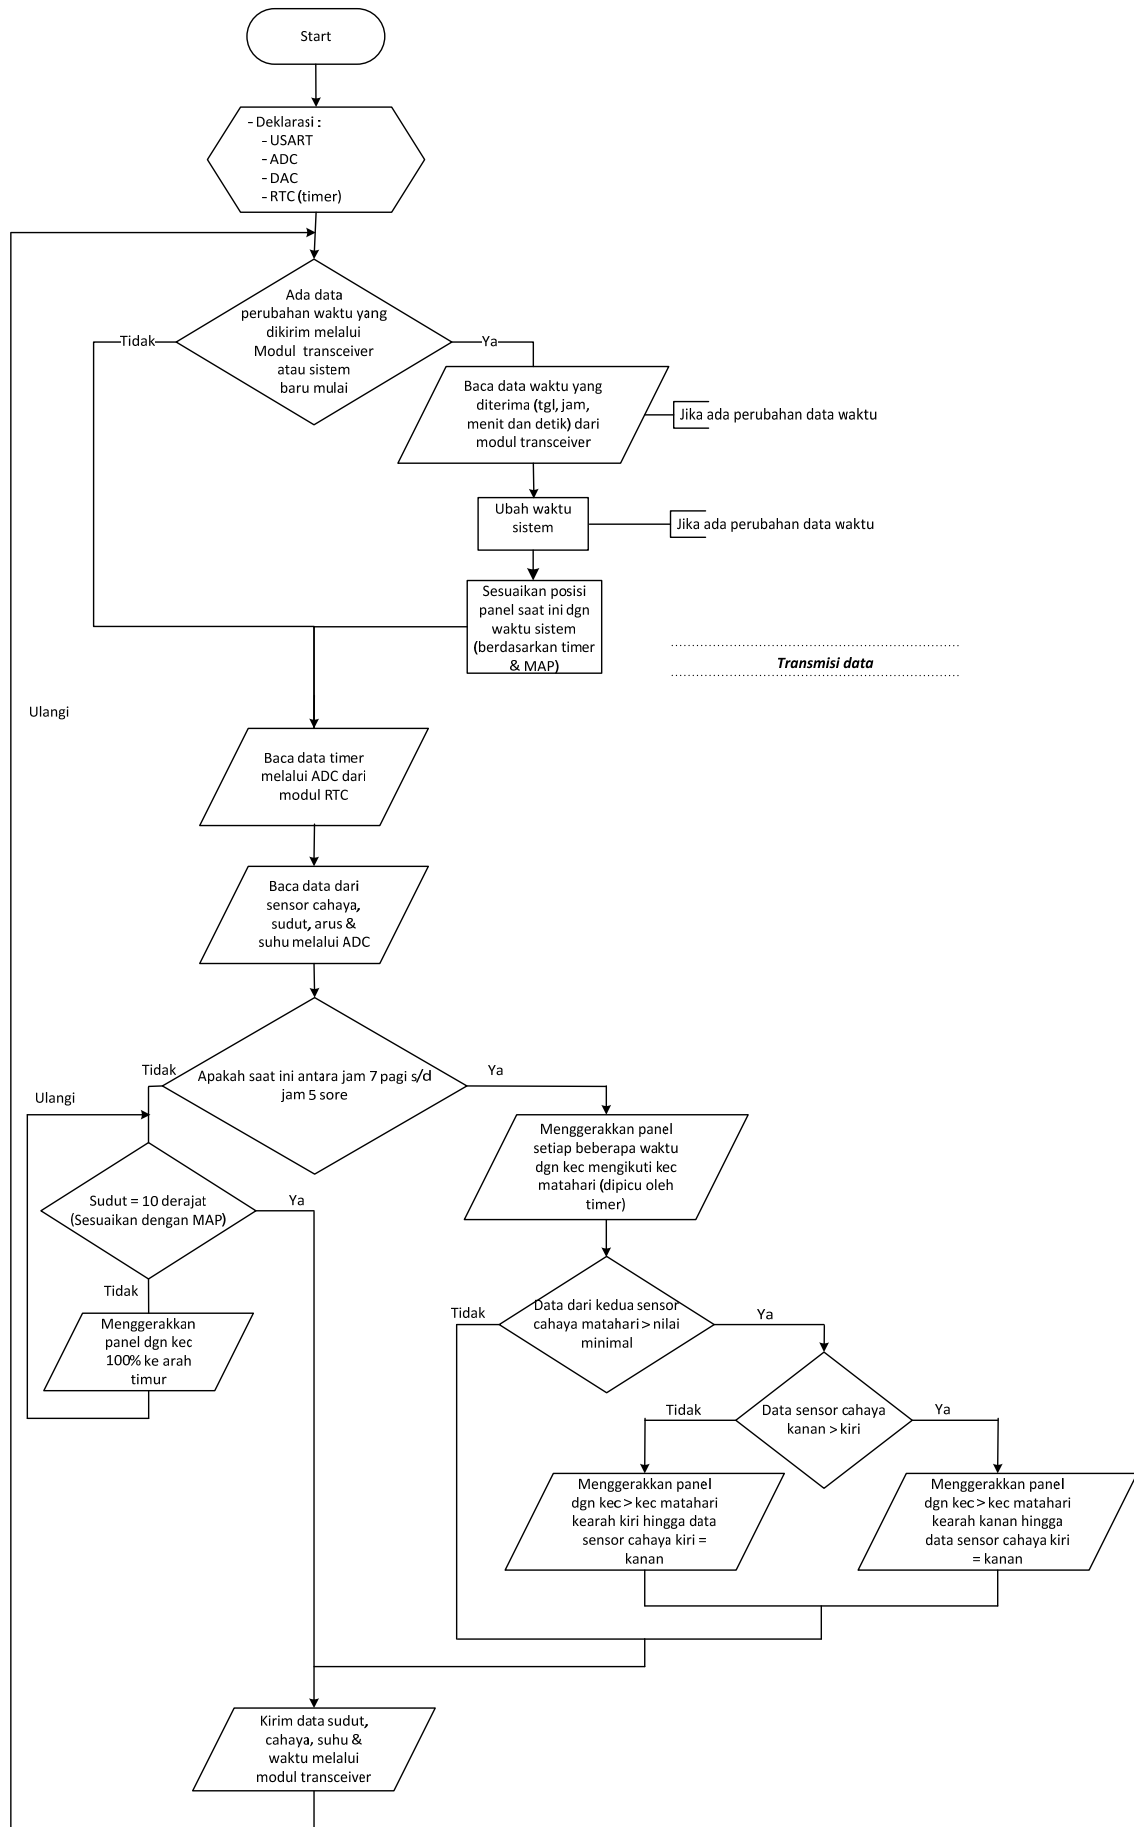 Start
- Deklarasi :
- USART
- ADC
- DAC
- RTC (timer)
Ada data
perubahan waktu yang
dikirim melalui
Modul transceiver
atau sistem
baru mulai
Tidak
Ya
Baca data waktu yang
diterima (tgl, jam,
menit dan detik) dari
modul transceiver
Jika ada perubahan data waktu
Ubah waktu
sistem
Jika ada perubahan data waktu
Sesuaikan posisi
panel saat ini dgn
waktu sistem
(berdasarkan timer
& MAP)
Transmisi data
Ulangi
Baca data timer
melalui ADC dari
modul RTC
Baca data dari
sensor cahaya,
sudut, arus &
suhu melalui ADC
Tidak
Apakah saat ini antara jam 7 pagi s/d
jam 5 sore
Ya
Ulangi
Menggerakkan panel
setiap beberapa waktu
dgn kec mengikuti kec
matahari (dipicu oleh
timer)
Sudut = 10 derajat
(Sesuaikan dengan MAP)
Ya
Tidak
Menggerakkan
panel dgn kec
100% ke arah
timur
Tidak
Data dari kedua sensor
cahaya matahari > nilai
minimal
Ya
Tidak
Data sensor cahaya
kanan > kiri
Ya
Menggerakkan panel
dgn kec > kec matahari
kearah kiri hingga data
sensor cahaya kiri =
kanan
Menggerakkan panel
dgn kec > kec matahari
kearah kanan hingga
data sensor cahaya kiri
= kanan
Kirim data sudut,
cahaya, suhu &
waktu melalui
modul transceiver